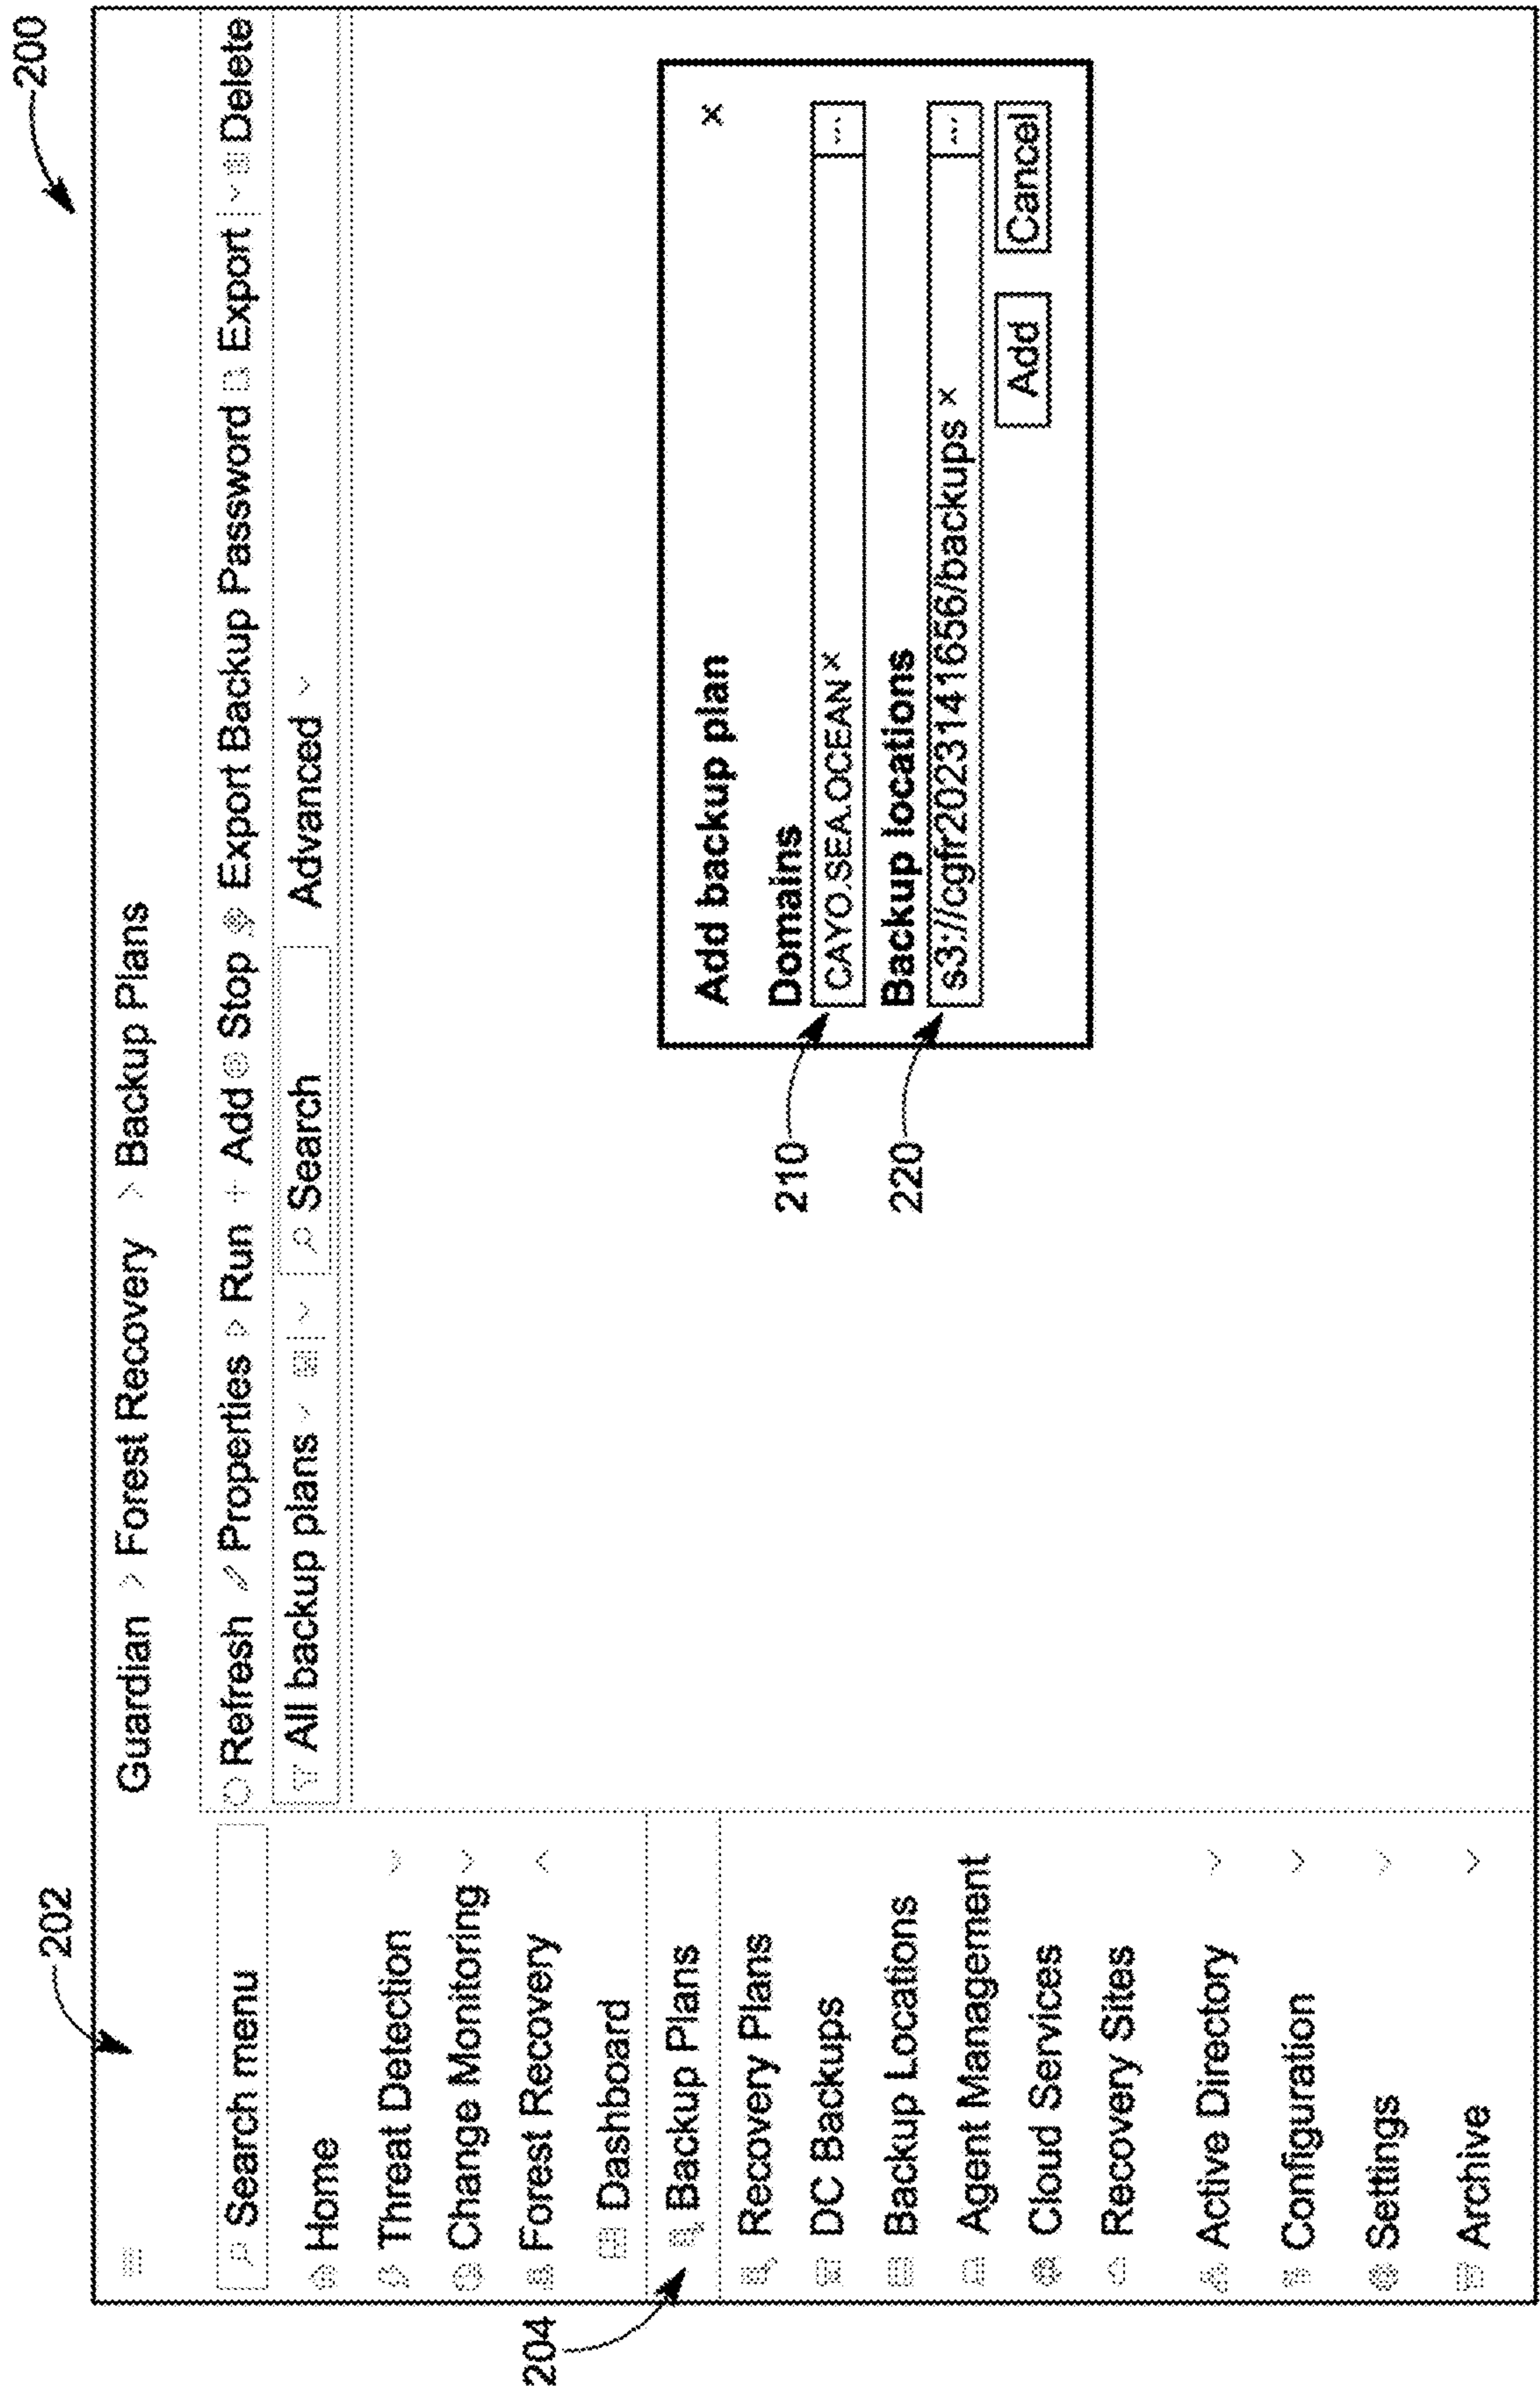 200
202
Guardian > Forest Recovery > Backup Plans
Search menu
Home
Threat Detection
Change Monitoring
Forest Recovery
Dashboard
204
Backup Plans
Recovery Plans
DC Backups
Backup Locations
Agent Management
Cloud Services
Recovery Sites
Active Directory
Configuration
Settings
Archive
Refresh Properties Run + Add Stop Export Backup Password Export Delete
All backup plans Search Advanced
Add backup plan x
Domains
210
CAYO.SEA.OCEAN x ...
Backup locations
220
s3://cgfr2023141656/backups x ...
Add Cancel